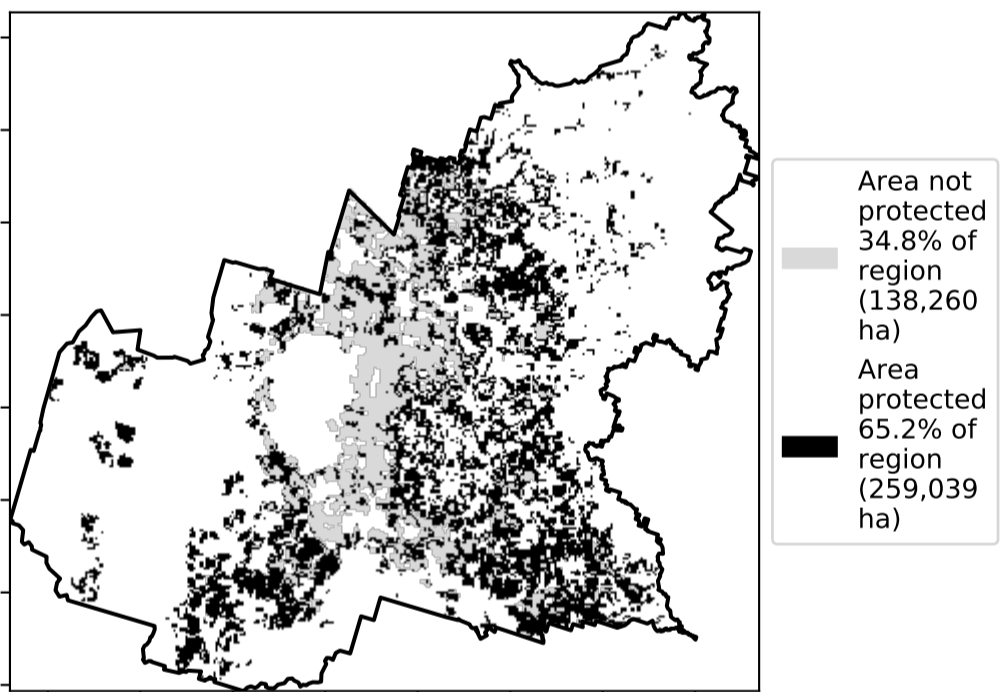 Area not
protected
34.8% of
region
(138,260
ha)
Area
protected
65.2% of
region
(259,039
ha)